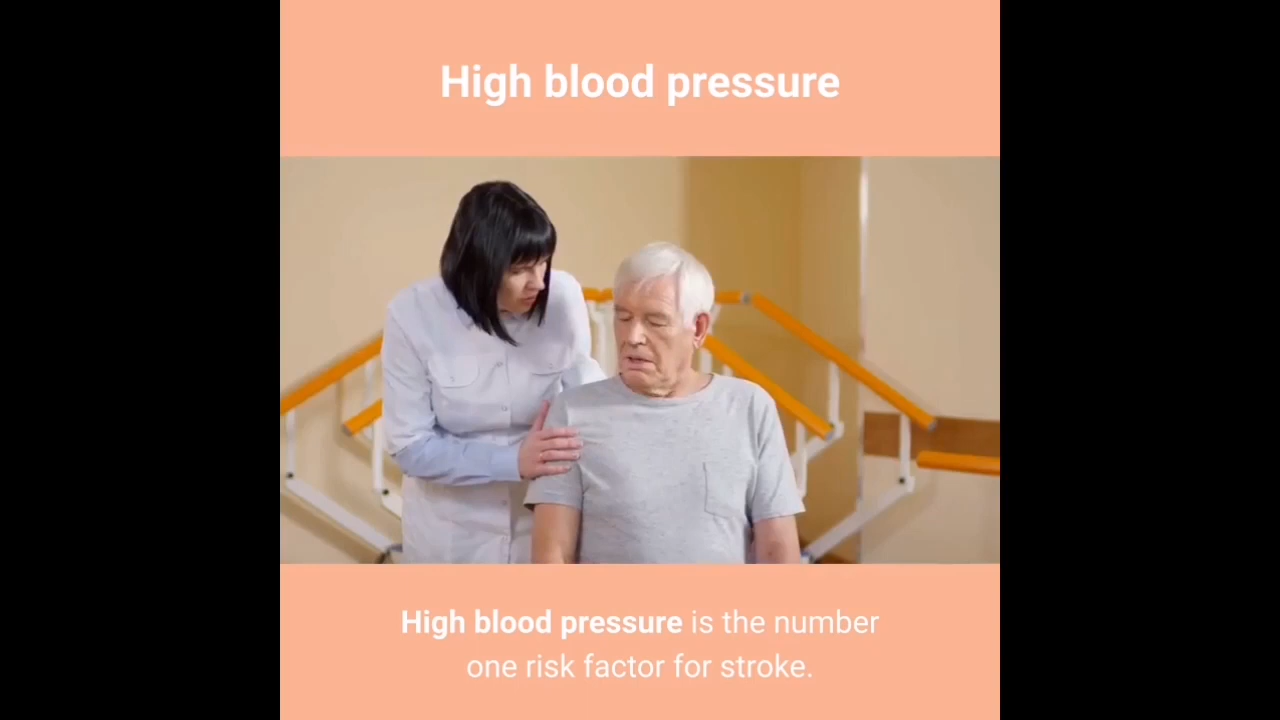 High blood pressure
High blood pressure is the number
one risk factor for stroke.